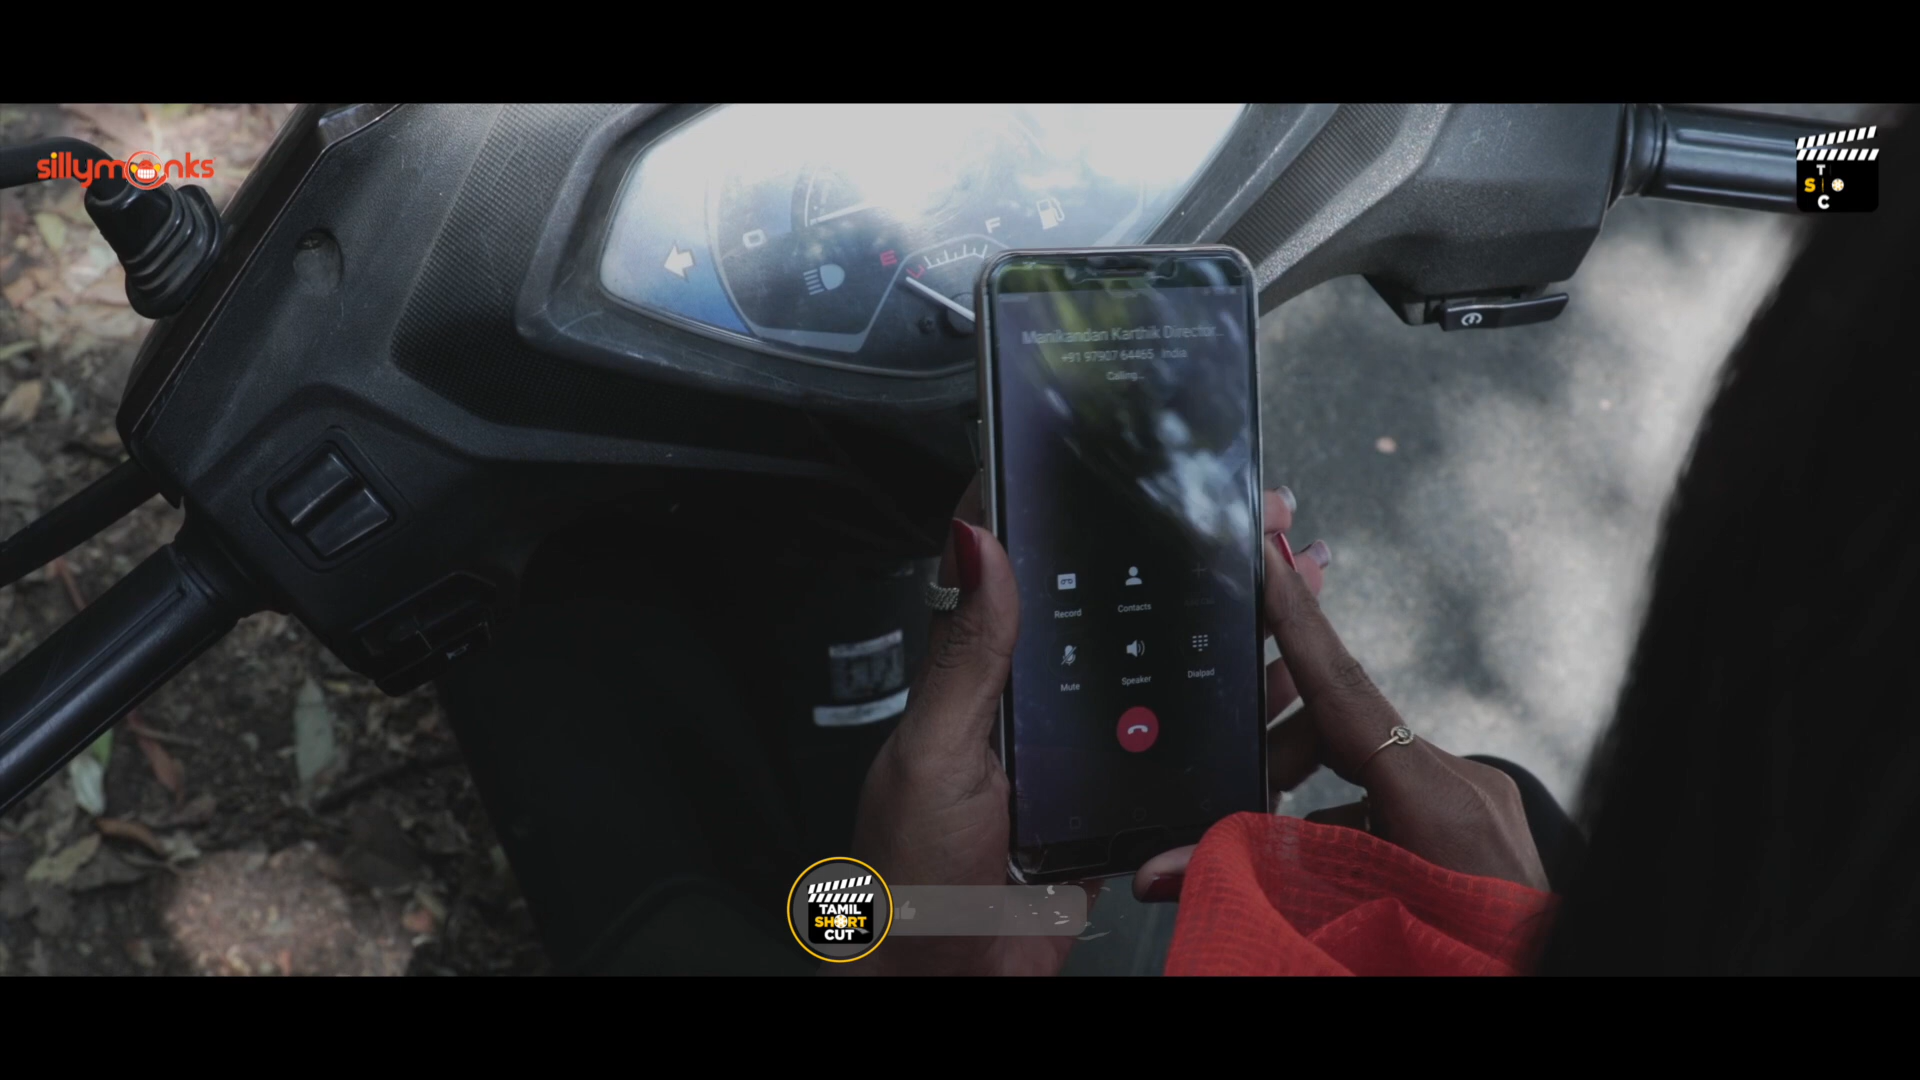 sillymonks
T
S
C
E
F
Manikandan Karthik Director...
+91 97907 64465 India
Calling...
Record
Contacts
Mute
Speaker
Dialpad
TAMIL
SHORT
CUT